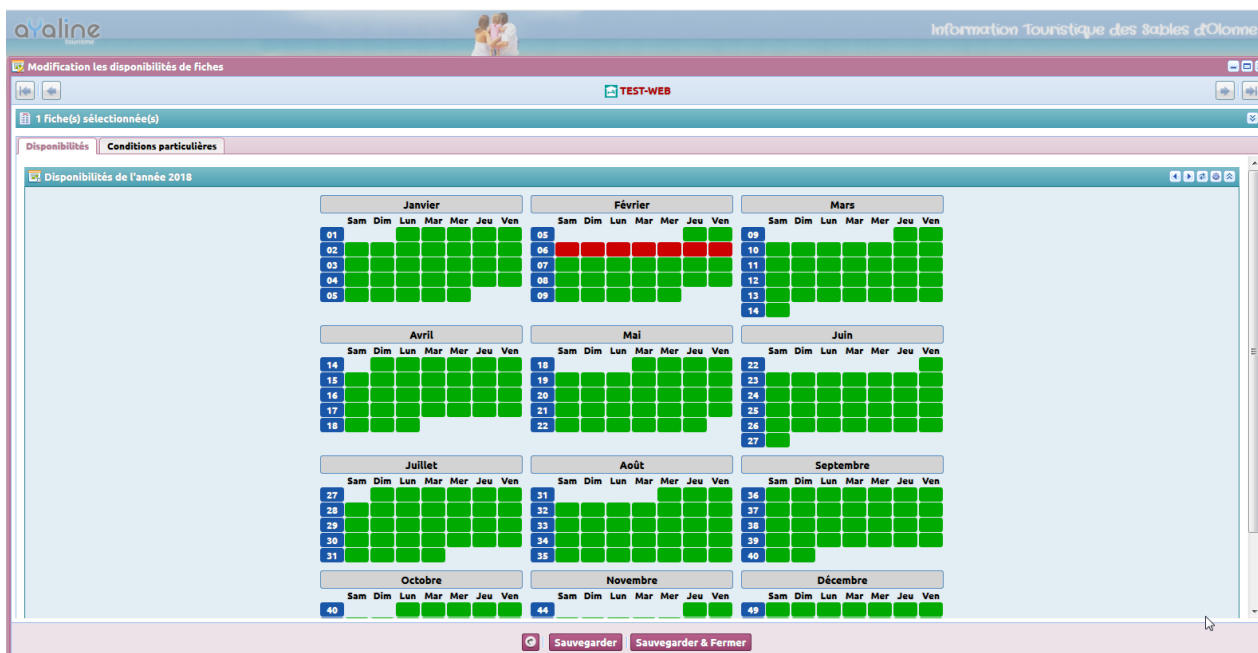 aYaline
tourisme
Information Touristique des Sables d'Olonne
Modification les disponibilités de fiches
TEST-WEB
1 fiche(s) sélectionnée(s)
Disponibilités Conditions particulières
Disponibilités de l'année 2018
Janvier Février Mars
Sam Dim Lun Mar Mer Jeu Ven Sam Dim Lun Mar Mer Jeu Ven Sam Dim Lun Mar Mer Jeu Ven
01 05 09
02 06 10
03 07 11
04 08 12
05 09 13
14
Avril Mai Juin
Sam Dim Lun Mar Mer Jeu Ven Sam Dim Lun Mar Mer Jeu Ven Sam Dim Lun Mar Mer Jeu Ven
14 18 22
15 19 23
16 20 24
17 21 25
18 22 26
27
Juillet Août Septembre
Sam Dim Lun Mar Mer Jeu Ven Sam Dim Lun Mar Mer Jeu Ven Sam Dim Lun Mar Mer Jeu Ven
27 31 36
28 32 37
29 33 38
30 34 39
31 35 40
Octobre Novembre Décembre
Sam Dim Lun Mar Mer Jeu Ven Sam Dim Lun Mar Mer Jeu Ven Sam Dim Lun Mar Mer Jeu Ven
40 44 49
Sauvegarder Sauvegarder & Fermer